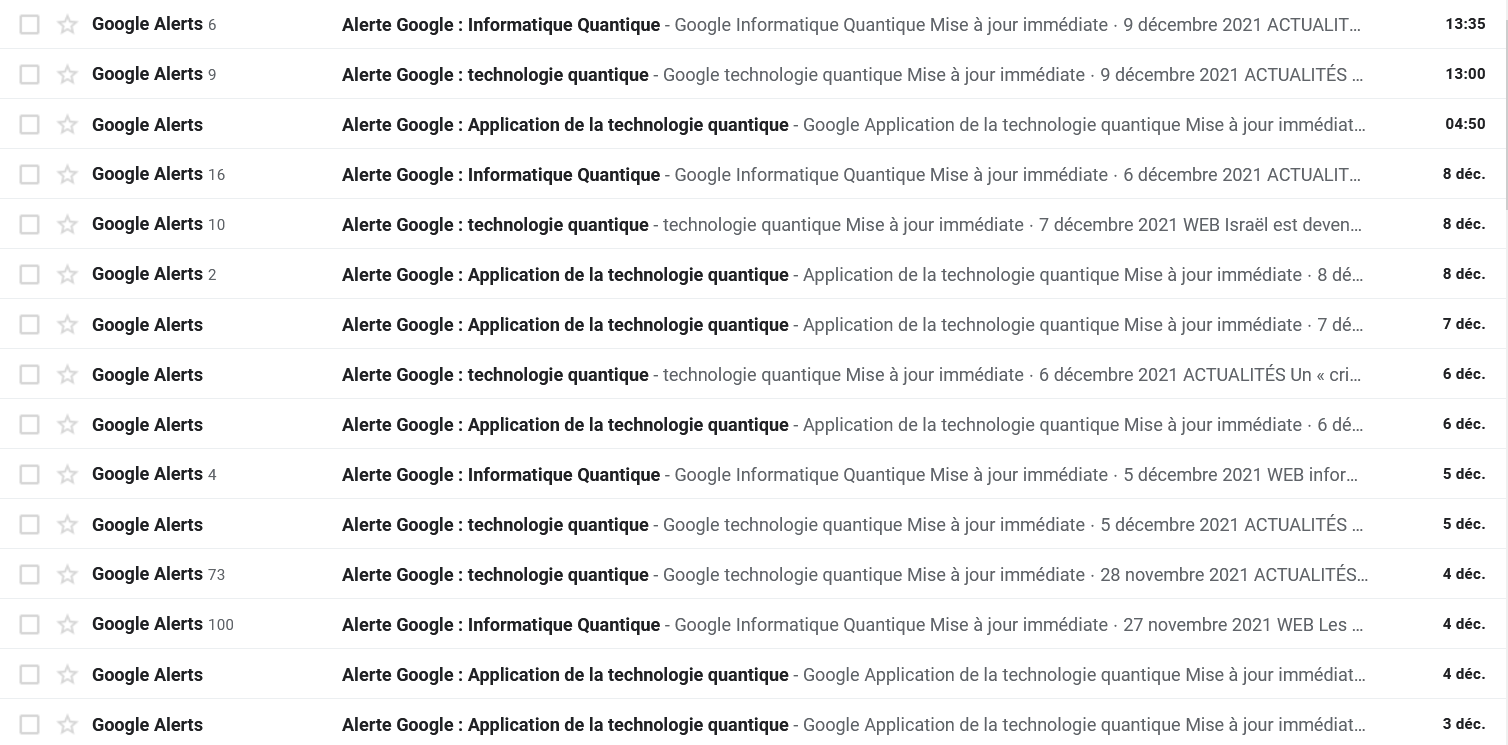 Google Alerts 6 Alerte Google : Informatique Quantique - Google Informatique Quantique Mise à jour immédiate · 9 décembre 2021 ACTUALIT… 13:35
Google Alerts 9 Alerte Google : technologie quantique - Google technologie quantique Mise à jour immédiate · 9 décembre 2021 ACTUALITÉS … 13:00
Google Alerts Alerte Google : Application de la technologie quantique - Google Application de la technologie quantique Mise à jour immédiat… 04:50
Google Alerts 16 Alerte Google : Informatique Quantique - Google Informatique Quantique Mise à jour immédiate · 6 décembre 2021 ACTUALIT… 8 déc.
Google Alerts 10 Alerte Google : technologie quantique - technologie quantique Mise à jour immédiate · 7 décembre 2021 WEB Israël est deven… 8 déc.
Google Alerts 2 Alerte Google : Application de la technologie quantique - Application de la technologie quantique Mise à jour immédiate · 8 dé… 8 déc.
Google Alerts Alerte Google : Application de la technologie quantique - Application de la technologie quantique Mise à jour immédiate · 7 dé… 7 déc.
Google Alerts Alerte Google : technologie quantique - technologie quantique Mise à jour immédiate · 6 décembre 2021 ACTUALITÉS Un « cri… 6 déc.
Google Alerts Alerte Google : Application de la technologie quantique - Application de la technologie quantique Mise à jour immédiate · 6 dé… 6 déc.
Google Alerts 4 Alerte Google : Informatique Quantique - Google Informatique Quantique Mise à jour immédiate · 5 décembre 2021 WEB infor… 5 déc.
Google Alerts Alerte Google : technologie quantique - Google technologie quantique Mise à jour immédiate · 5 décembre 2021 ACTUALITÉS … 5 déc.
Google Alerts 73 Alerte Google : technologie quantique - Google technologie quantique Mise à jour immédiate · 28 novembre 2021 ACTUALITÉS… 4 déc.
Google Alerts 100 Alerte Google : Informatique Quantique - Google Informatique Quantique Mise à jour immédiate · 27 novembre 2021 WEB Les … 4 déc.
Google Alerts Alerte Google : Application de la technologie quantique - Google Application de la technologie quantique Mise à jour immédiat… 4 déc.
Google Alerts Alerte Google : Application de la technologie quantique - Google Application de la technologie quantique Mise à jour immédiat… 3 déc.